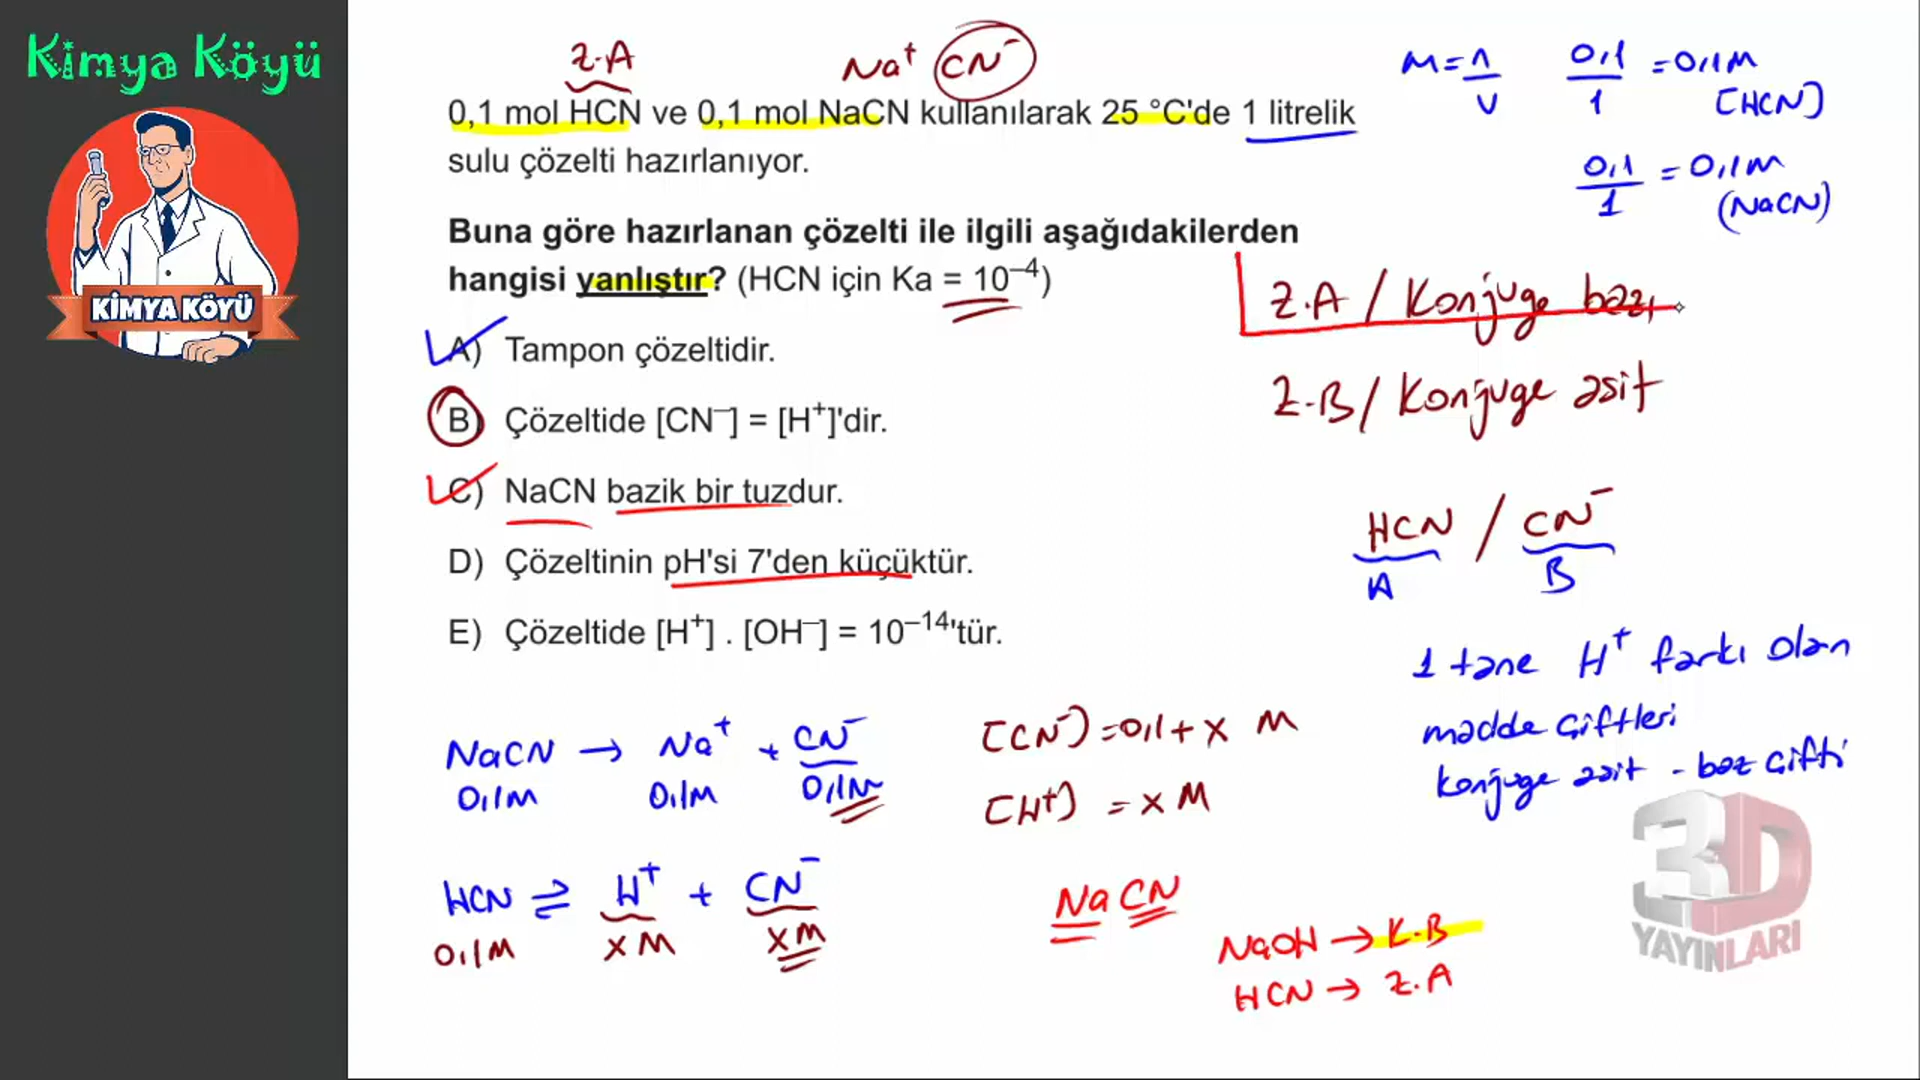 Kimya Köyü
KİMYA KÖYÜ
Z.A
Na⁺ CN⁻
0,1 mol HCN ve 0,1 mol NaCN kullanılarak 25 °C'de 1 litrelik
sulu çözelti hazırlanıyor.
Buna göre hazırlanan çözelti ile ilgili aşağıdakilerden
hangisi yanlıştır? (HCN için Ka = 10⁻⁴)
A) Tampon çözeltidir.
B) Çözeltide [CN⁻] = [H⁺]'dir.
C) NaCN bazik bir tuzdur.
D) Çözeltinin pH'si 7'den küçüktür.
E) Çözeltide [H⁺] . [OH⁻] = 10⁻¹⁴'tür.
M = n/V 0,1/1 = 0,1M
[HCN]
0,1/1 = 0,1M
(NaCN)
Z.A / Konjuge bazı
Z.B / Konjuge asit
HCN / CN⁻
A B
1 tane H⁺ farkı olan
madde çiftleri
konjuge asit - baz çifti
NaCN → Na⁺ + CN⁻
0,1M 0,1M 0,1M
HCN ⇌ H⁺ + CN⁻
0,1M XM XM
[CN⁻] = 0,1 + X M
[H⁺] = X M
NaCN
NaOH → K.B
HCN → Z.A
3D
YAYINLARI